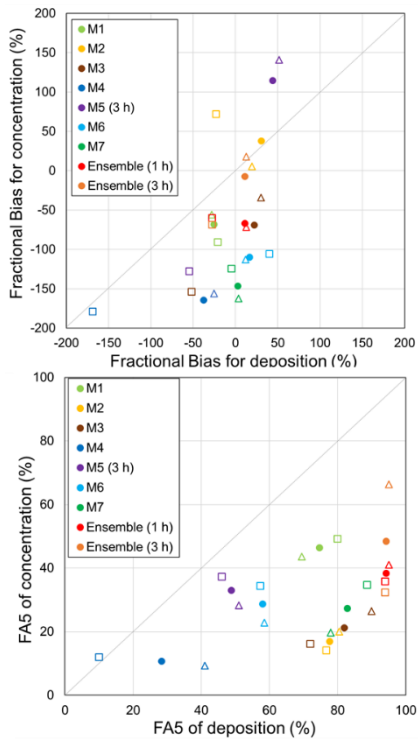 Fractional Bias for concentration (%)
200
150
100
50
0
-50
-100
-150
-200
M1
M2
M3
M4
M5 (3 h)
M6
M7
Ensemble (1 h)
Ensemble (3 h)
-200 -150 -100 -50 0 50 100 150 200
Fractional Bias for deposition (%)
FA5 of concentration (%)
100
80
60
40
20
0
M1
M2
M3
M4
M5 (3 h)
M6
M7
Ensemble (1 h)
Ensemble (3 h)
0 20 40 60 80 100
FA5 of deposition (%)